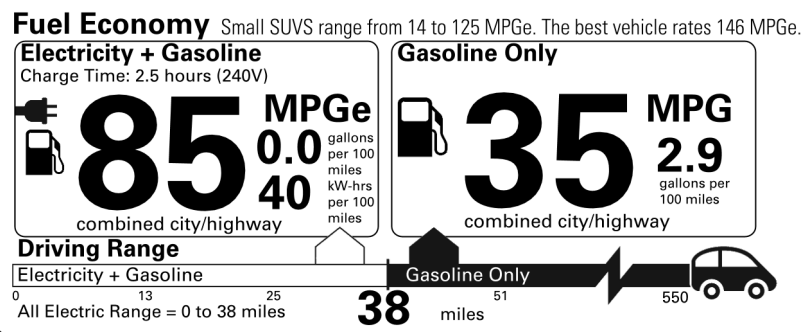 Fuel Economy Small SUVS range from 14 to 125 MPGe. The best vehicle rates 146 MPGe.
Electricity + Gasoline
Charge Time: 2.5 hours (240V)
85
MPGe
0.0 gallons per 100 miles
40 kW-hrs per 100 miles
combined city/highway
Gasoline Only
35
MPG
2.9
gallons per
100 miles
combined city/highway
Driving Range
Electricity + Gasoline
Gasoline Only
0 13 25 38 miles 51 550
All Electric Range = 0 to 38 miles